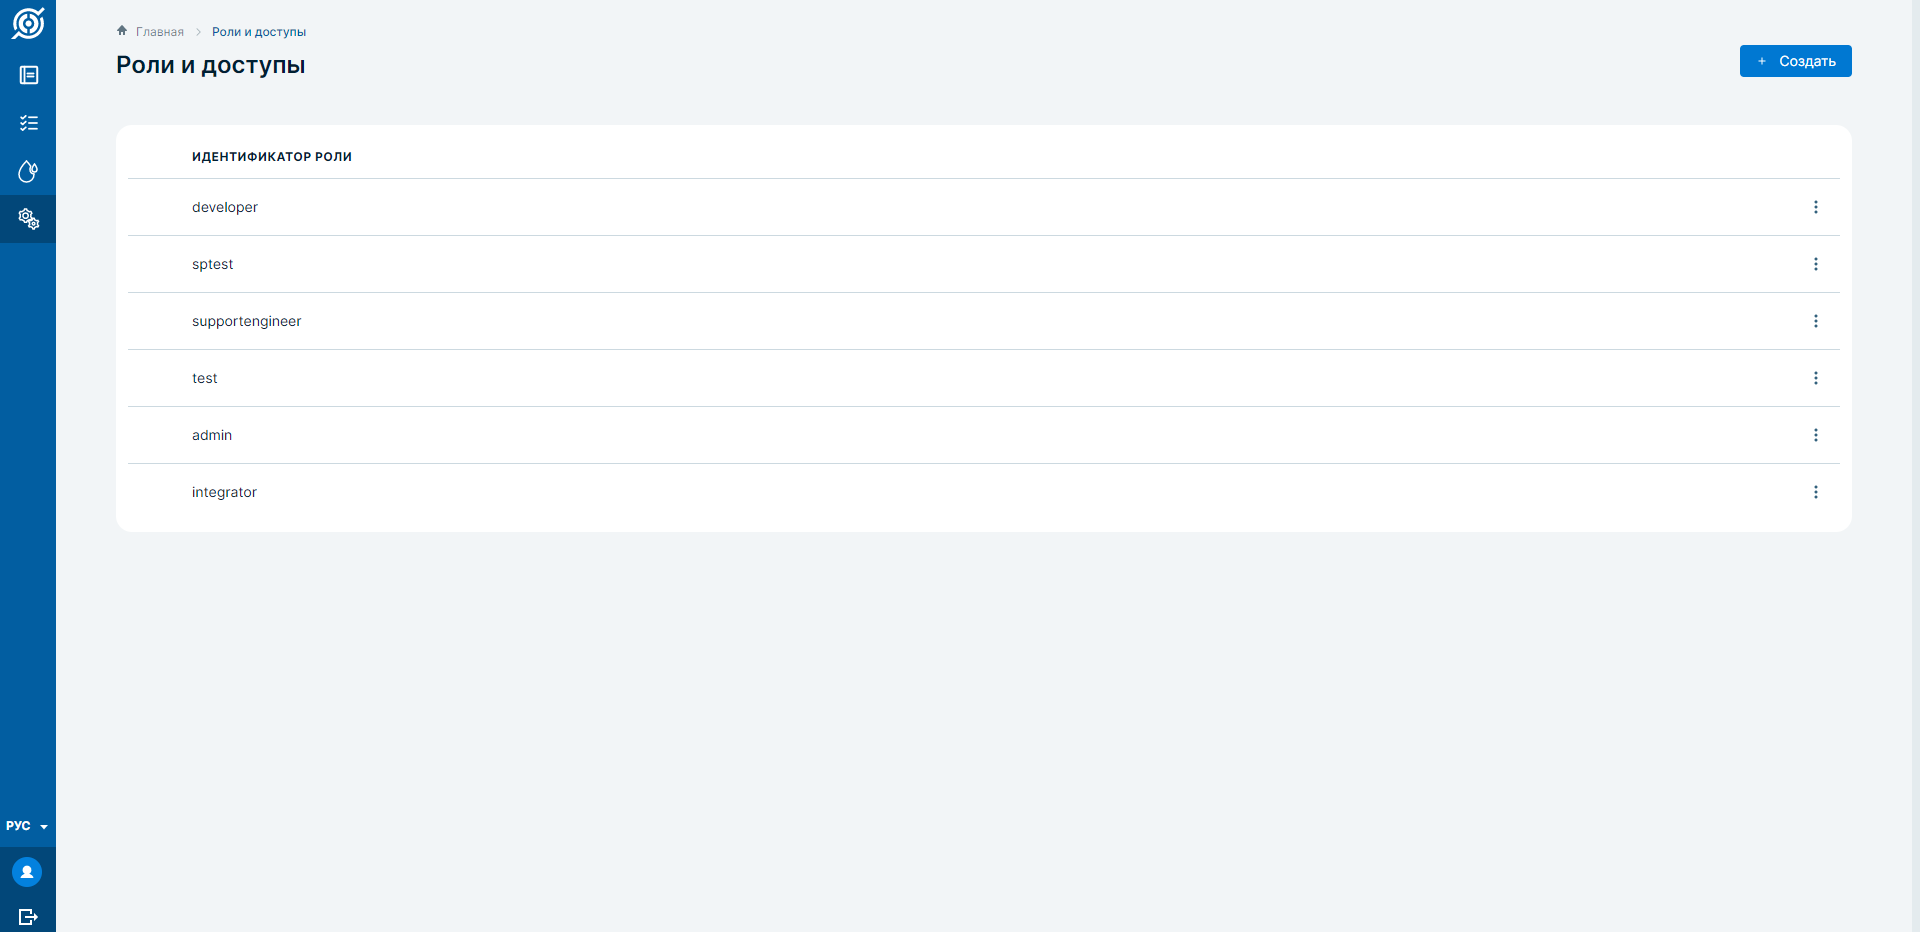 Главная
Роли и доступы
Роли и доступы
+ Создать
ИДЕНТИФИКАТОР РОЛИ
developer
sptest
supportengineer
test
admin
integrator
РУС